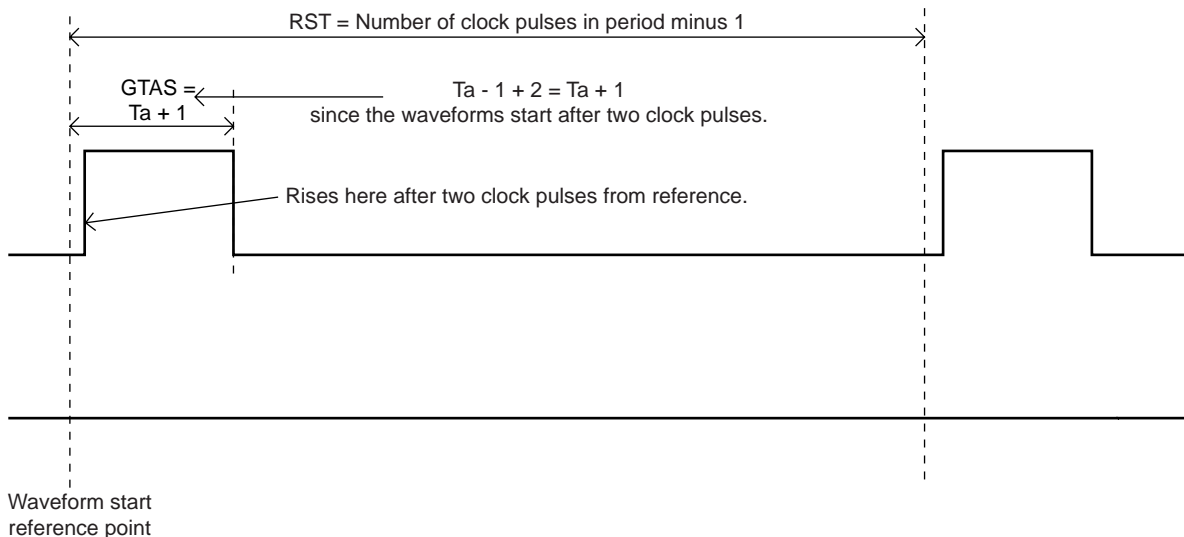 RST = Number of clock pulses in period minus 1
GTAS =
Ta + 1
Ta - 1 + 2 = Ta + 1
since the waveforms start after two clock pulses.
Rises here after two clock pulses from reference.
Waveform start
reference point